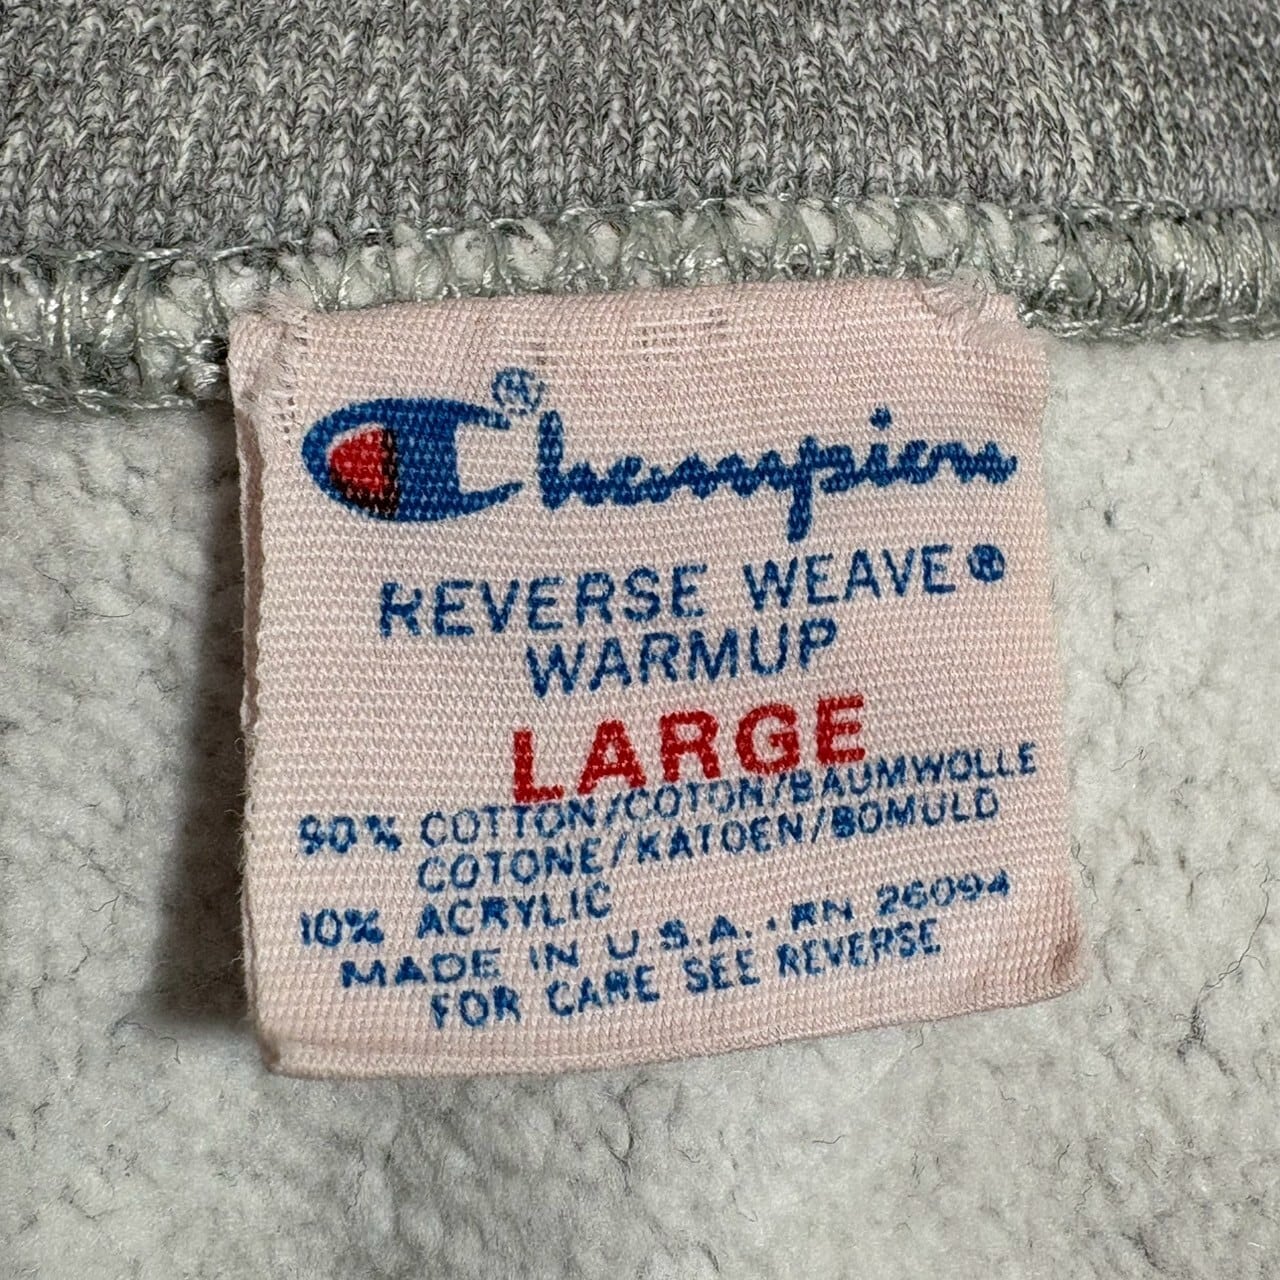 Champion®
REVERSE WEAVE®
WARMUP
LARGE
90% COTTON/COTON/BAUMWOLLE
COTONE/KATOEN/BOMULD
10% ACRYLIC
MADE IN U.S.A. . RN 26094
FOR CARE SEE REVERSE